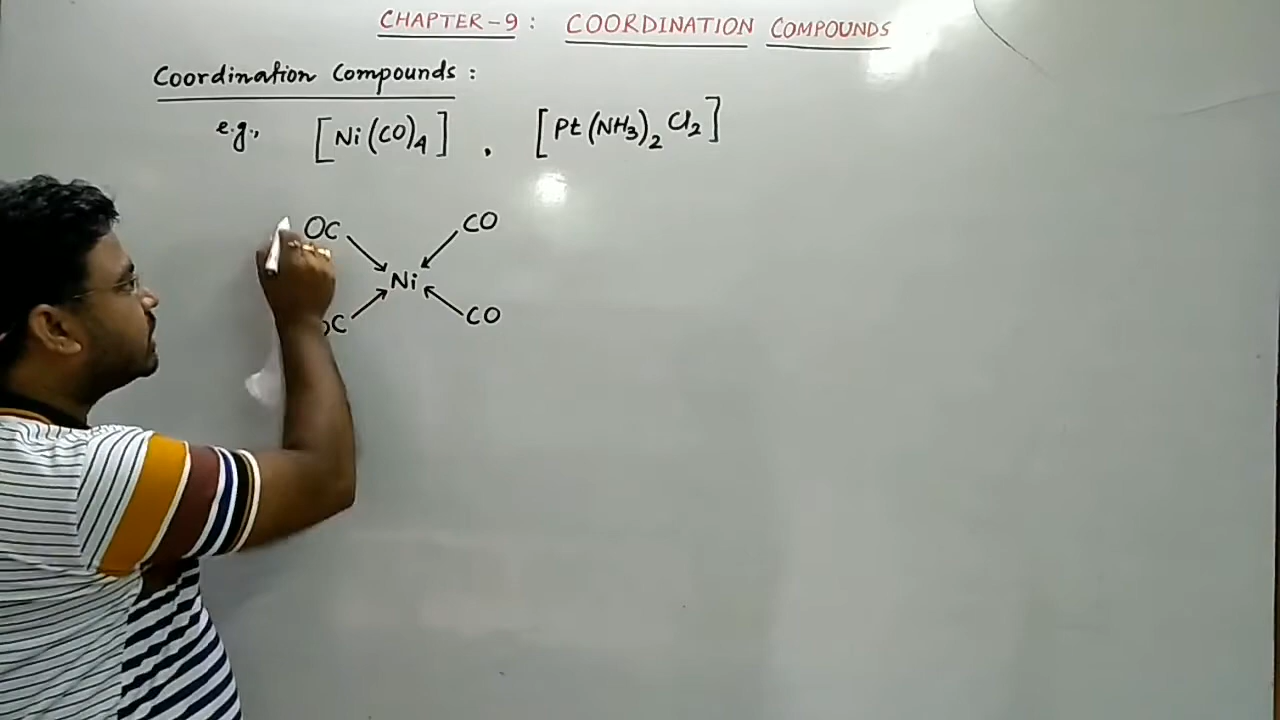 CHAPTER-9 : COORDINATION COMPOUNDS
Coordination Compounds :
e.g., [Ni(CO)4] , [Pt(NH3)2Cl2]
OC CO
Ni
CO